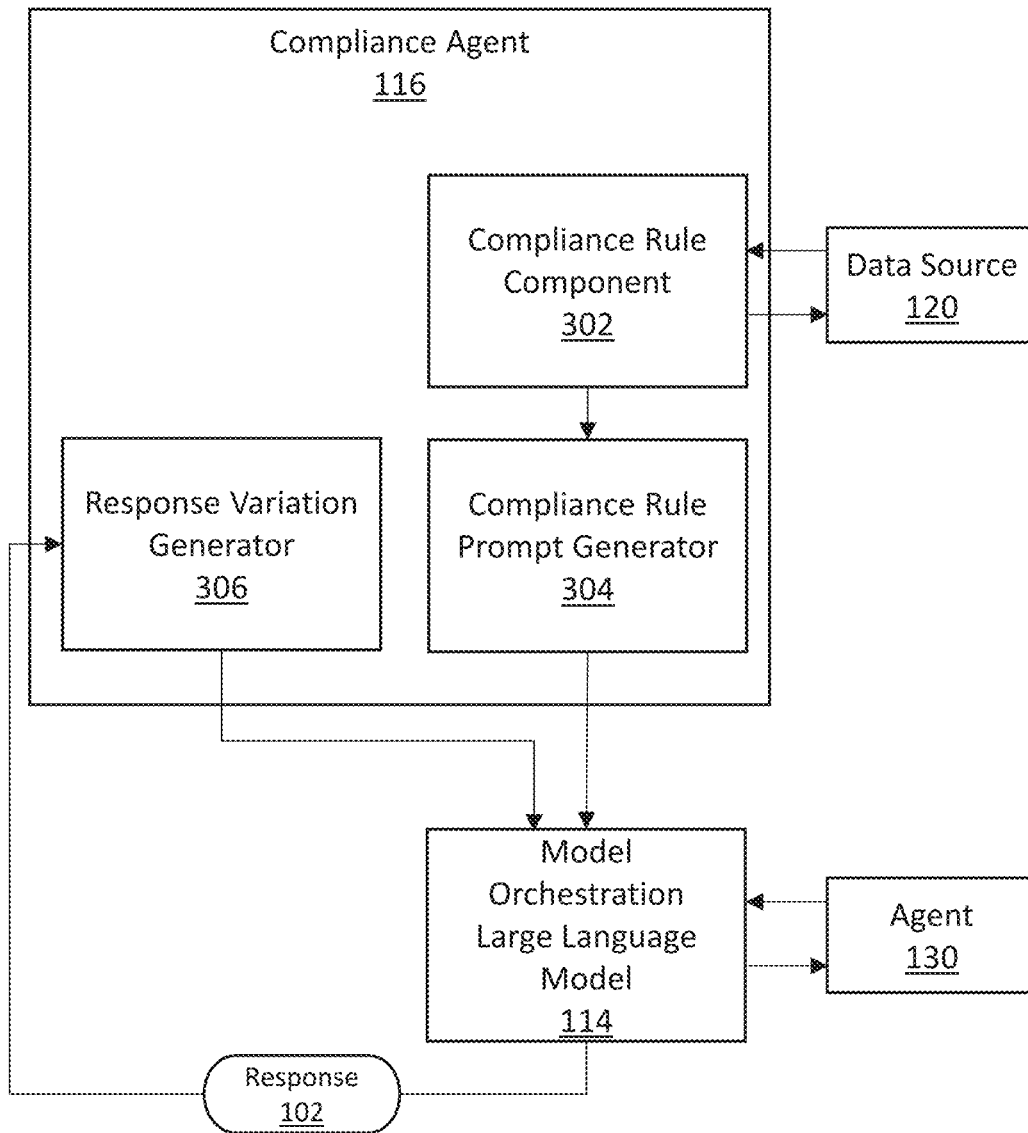 Compliance Agent
116
Compliance Rule
Component
302
Data Source
120
Response Variation
Generator
306
Compliance Rule
Prompt Generator
304
Model
Orchestration
Large Language
Model
114
Agent
130
Response
102